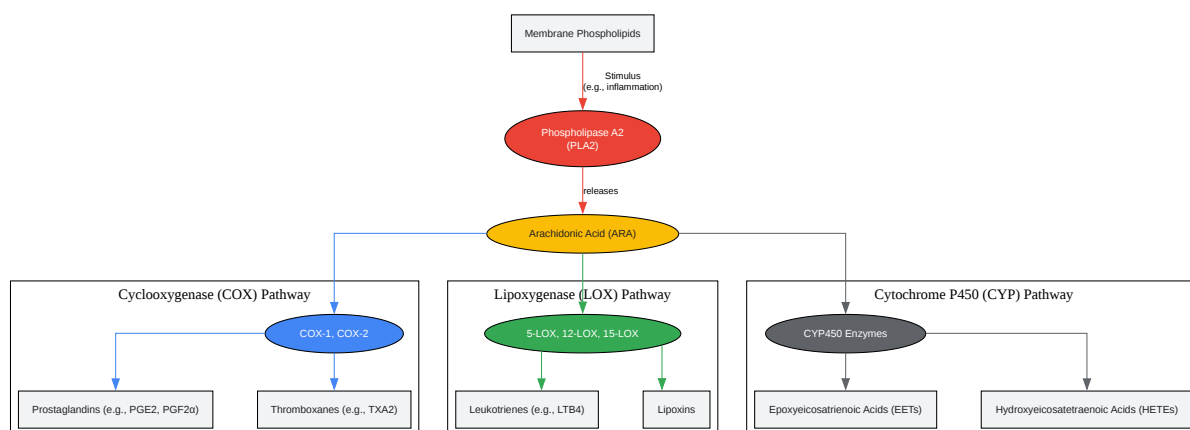 Membrane Phospholipids
Stimulus
(e.g., inflammation)
Phospholipase A2
(PLA2)
releases
Arachidonic Acid (ARA)
Cyclooxygenase (COX) Pathway
Lipoxygenase (LOX) Pathway
Cytochrome P450 (CYP) Pathway
COX-1, COX-2
5-LOX, 12-LOX, 15-LOX
CYP450 Enzymes
Prostaglandins (e.g., PGE2, PGF2α)
Thromboxanes (e.g., TXA2)
Leukotrienes (e.g., LTB4)
Lipoxins
Epoxyeicosatrienoic Acids (EETs)
Hydroxyeicosatetraenoic Acids (HETEs)